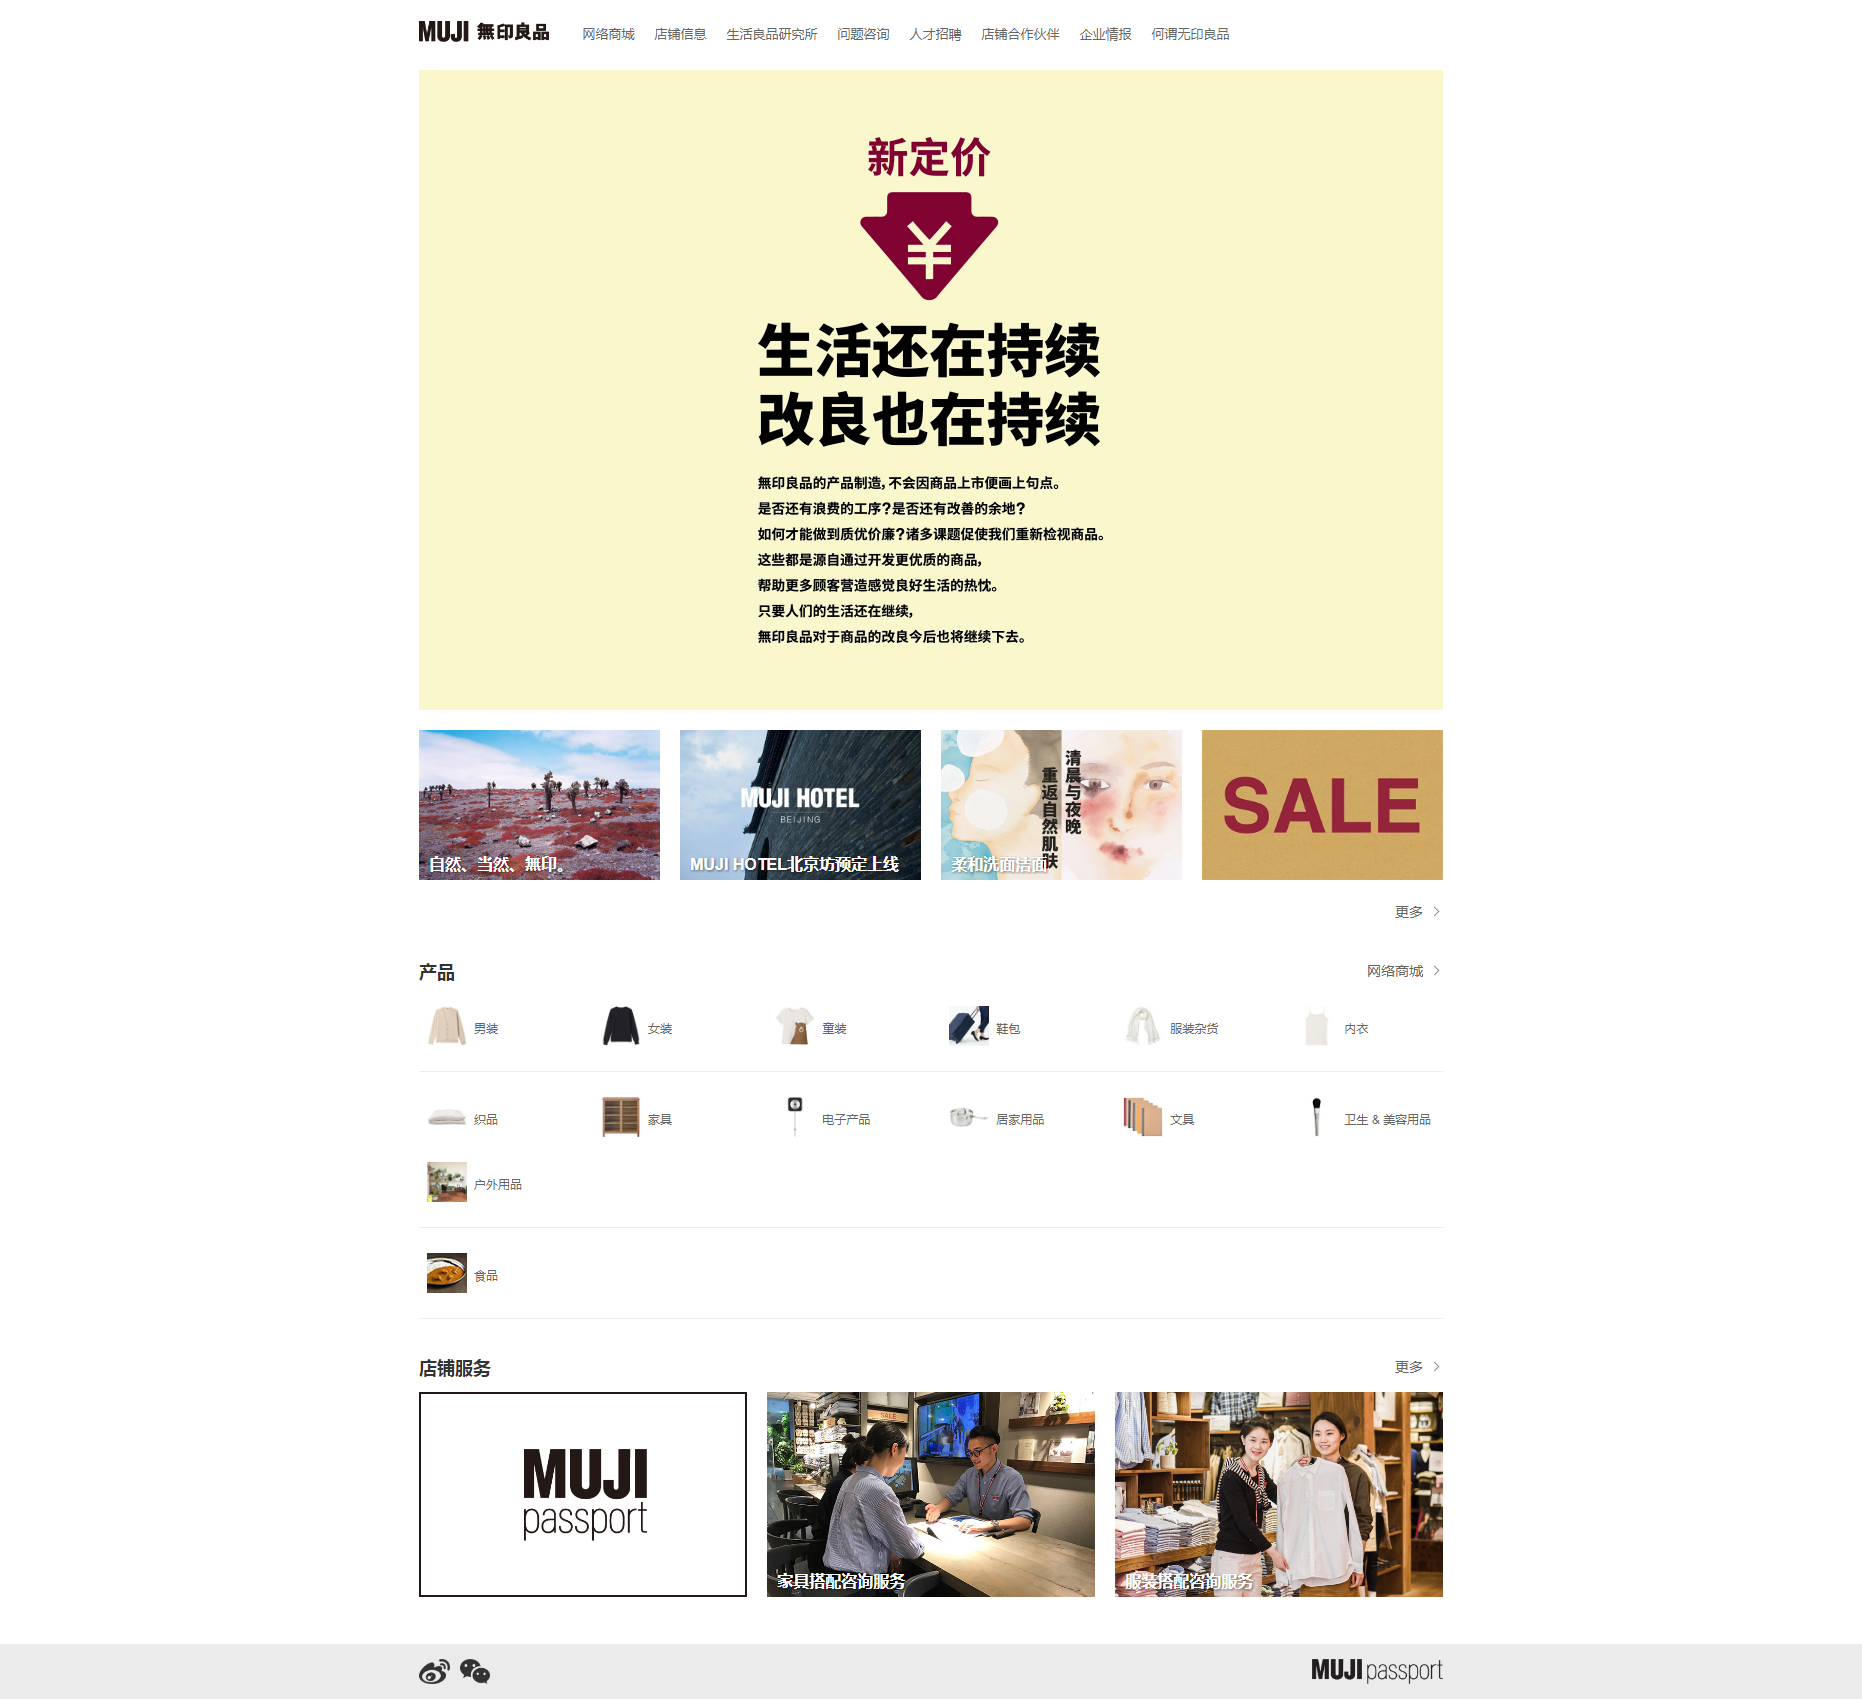 MUJI 無印良品
网络商城 店铺信息 生活良品研究所 问题咨询 人才招聘 店铺合作伙伴 企业情报 何谓无印良品
新定价
¥
生活还在持续
改良也在持续
無印良品的产品制造,不会因商品上市便画上句点。
是否还有浪费的工序?是否还有改善的余地?
如何才能做到质优价廉?诸多课题促使我们重新检视商品。
这些都是源自通过开发更优质的商品,
帮助更多顾客营造感觉良好生活的热忱。
只要人们的生活还在继续,
無印良品对于商品的改良今后也将继续下去。
自然、当然、無印。
MUJI HOTEL
BEIJING
MUJI HOTEL北京坊预定上线
清晨与夜晚
重返自然肌肤
柔和洗面洁面
SALE
更多
产品
网络商城
男装 女装 童装 鞋包 服装杂货 内衣
织品 家具 电子产品 居家用品 文具 卫生 & 美容用品
户外用品
食品
店铺服务
更多
MUJI
passport
SALE
家具搭配咨询服务
服装搭配咨询服务
MUJI passport